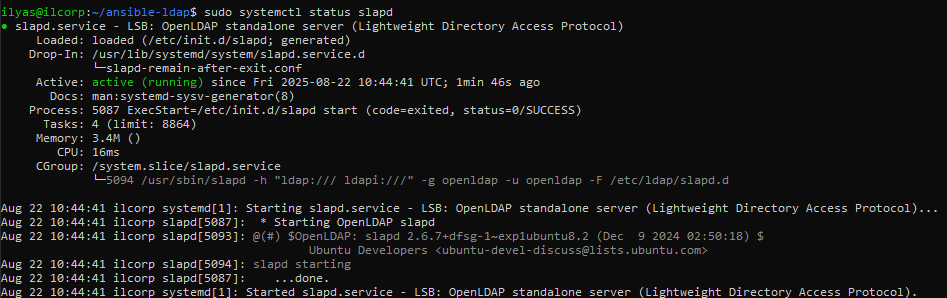 ilyas@ilcorp:~/ansible-ldap$ sudo systemctl status slapd
● slapd.service - LSB: OpenLDAP standalone server (Lightweight Directory Access Protocol)
Loaded: loaded (/etc/init.d/slapd; generated)
Drop-In: /usr/lib/systemd/system/slapd.service.d
└─slapd-remain-after-exit.conf
Active: active (running) since Fri 2025-08-22 10:44:41 UTC; 1min 46s ago
Docs: man:systemd-sysv-generator(8)
Process: 5087 ExecStart=/etc/init.d/slapd start (code=exited, status=0/SUCCESS)
Tasks: 4 (limit: 8864)
Memory: 3.4M ()
CPU: 16ms
CGroup: /system.slice/slapd.service
└─5094 /usr/sbin/slapd -h "ldap:/// ldapi:///" -g openldap -u openldap -F /etc/ldap/slapd.d
Aug 22 10:44:41 ilcorp systemd[1]: Starting slapd.service - LSB: OpenLDAP standalone server (Lightweight Directory Access Protocol)...
Aug 22 10:44:41 ilcorp slapd[5087]:  * Starting OpenLDAP slapd
Aug 22 10:44:41 ilcorp slapd[5093]: @(#) $OpenLDAP: slapd 2.6.7+dfsg-1~exp1ubuntu8.2 (Dec  9 2024 02:50:18) $
Ubuntu Developers <ubuntu-devel-discuss@lists.ubuntu.com>
Aug 22 10:44:41 ilcorp slapd[5094]: slapd starting
Aug 22 10:44:41 ilcorp slapd[5087]:    ...done.
Aug 22 10:44:41 ilcorp systemd[1]: Started slapd.service - LSB: OpenLDAP standalone server (Lightweight Directory Access Protocol).